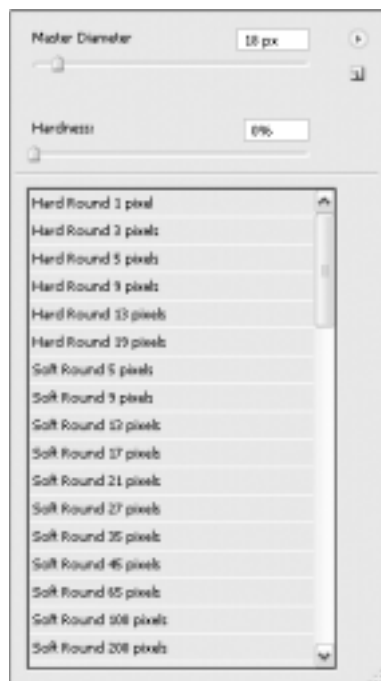 Master Diameter 18 px
Hardness: 0%
Hard Round 1 pixel
Hard Round 3 pixels
Hard Round 5 pixels
Hard Round 9 pixels
Hard Round 13 pixels
Hard Round 19 pixels
Soft Round 5 pixels
Soft Round 9 pixels
Soft Round 13 pixels
Soft Round 17 pixels
Soft Round 21 pixels
Soft Round 27 pixels
Soft Round 35 pixels
Soft Round 45 pixels
Soft Round 65 pixels
Soft Round 100 pixels
Soft Round 200 pixels